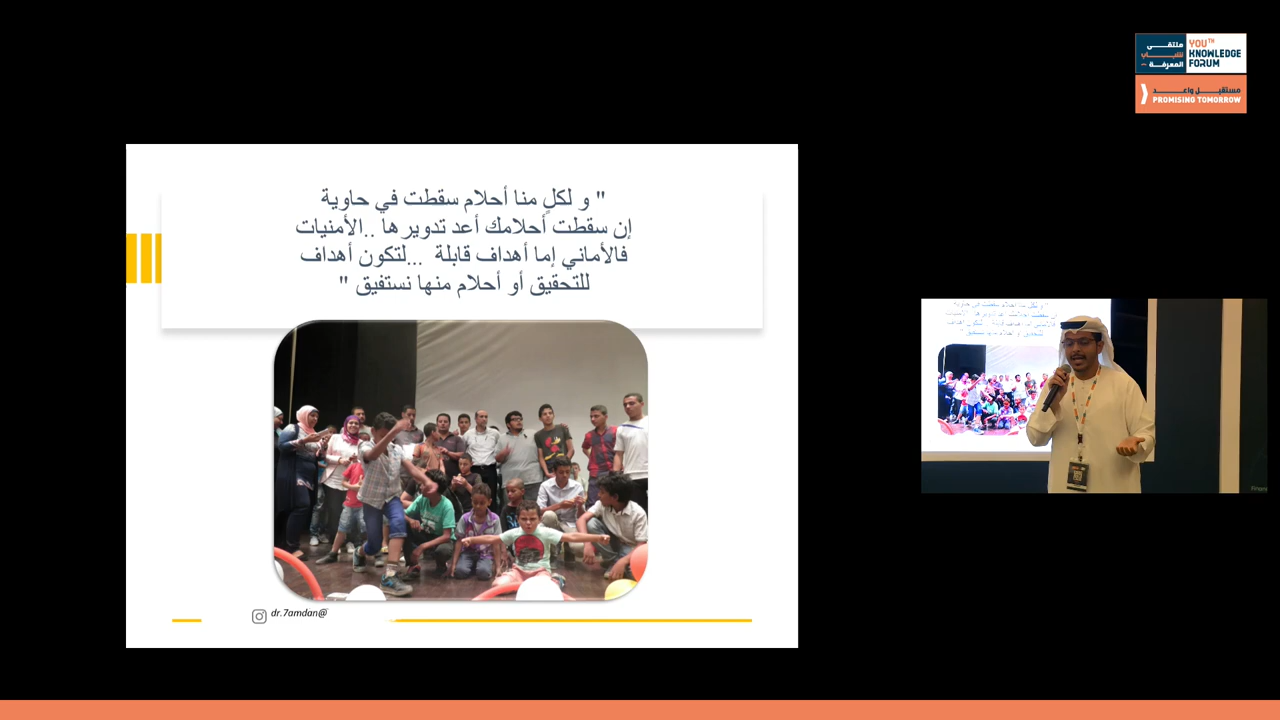 ملتقى
شباب
المعرفة
YOUTH
KNOWLEDGE
FORUM
مستقبل واعد
PROMISING TOMORROW
" و لكلٍ منا أحلام سقطت في حاوية
إن سقطت أحلامك أعد تدويرها ..الأمنيات
فالأماني إما أهداف قابلة ...لتكون أهداف
للتحقيق أو أحلام منها نستفيق "
dr.7amdan@